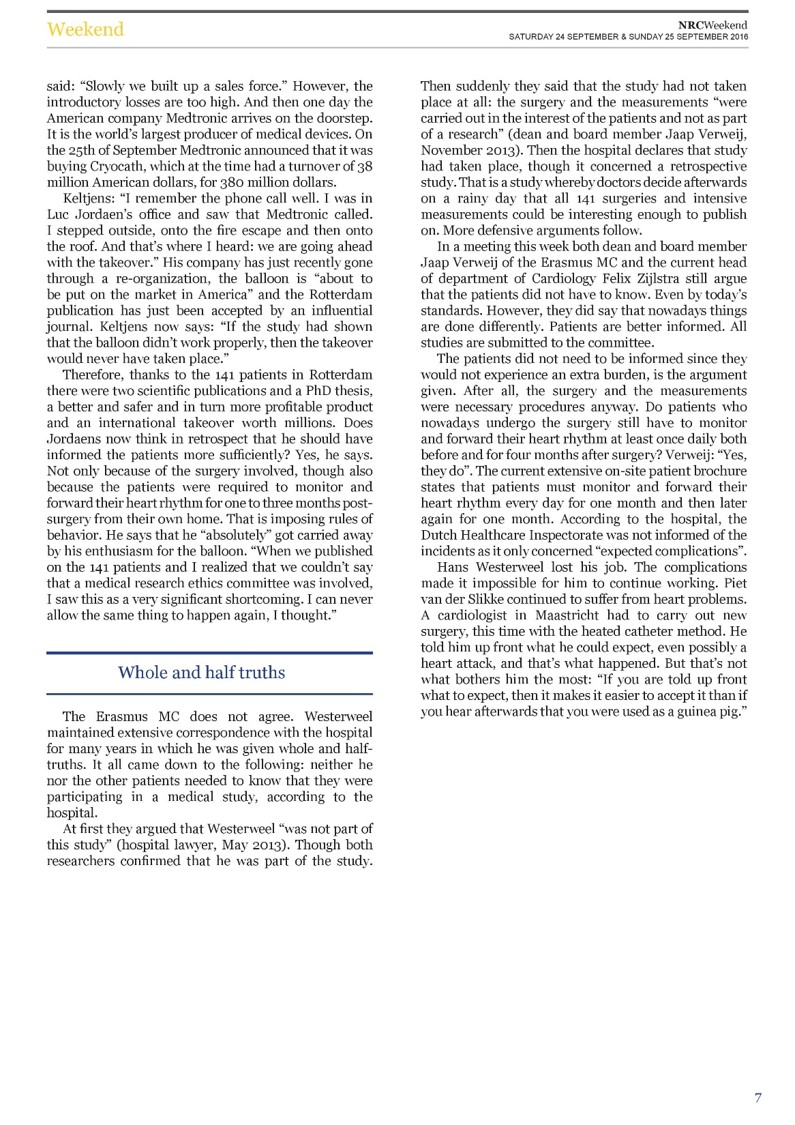 Weekend
NRCWeekend
SATURDAY 24 SEPTEMBER & SUNDAY 25 SEPTEMBER 2016
said: “Slowly we built up a sales force.” However, the
introductory losses are too high. And then one day the
American company Medtronic arrives on the doorstep.
It is the world’s largest producer of medical devices. On
the 25th of September Medtronic announced that it was
buying Cryocath, which at the time had a turnover of 38
million American dollars, for 380 million dollars.
Keltjens: “I remember the phone call well. I was in
Luc Jordaen’s office and saw that Medtronic called.
I stepped outside, onto the fire escape and then onto
the roof. And that’s where I heard: we are going ahead
with the takeover.” His company has just recently gone
through a re-organization, the balloon is “about to
be put on the market in America” and the Rotterdam
publication has just been accepted by an influential
journal. Keltjens now says: “If the study had shown
that the balloon didn’t work properly, then the takeover
would never have taken place.”
Therefore, thanks to the 141 patients in Rotterdam
there were two scientific publications and a PhD thesis,
a better and safer and in turn more profitable product
and an international takeover worth millions. Does
Jordaens now think in retrospect that he should have
informed the patients more sufficiently? Yes, he says.
Not only because of the surgery involved, though also
because the patients were required to monitor and
forward their heart rhythm for one to three months post-
surgery from their own home. That is imposing rules of
behavior. He says that he “absolutely” got carried away
by his enthusiasm for the balloon. “When we published
on the 141 patients and I realized that we couldn’t say
that a medical research ethics committee was involved,
I saw this as a very significant shortcoming. I can never
allow the same thing to happen again, I thought.”
Whole and half truths
The Erasmus MC does not agree. Westerweel
maintained extensive correspondence with the hospital
for many years in which he was given whole and half-
truths. It all came down to the following: neither he
nor the other patients needed to know that they were
participating in a medical study, according to the
hospital.
At first they argued that Westerweel “was not part of
this study” (hospital lawyer, May 2013). Though both
researchers confirmed that he was part of the study.
Then suddenly they said that the study had not taken
place at all: the surgery and the measurements “were
carried out in the interest of the patients and not as part
of a research” (dean and board member Jaap Verweij,
November 2013). Then the hospital declares that study
had taken place, though it concerned a retrospective
study. That is a study whereby doctors decide afterwards
on a rainy day that all 141 surgeries and intensive
measurements could be interesting enough to publish
on. More defensive arguments follow.
In a meeting this week both dean and board member
Jaap Verweij of the Erasmus MC and the current head
of department of Cardiology Felix Zijlstra still argue
that the patients did not have to know. Even by today’s
standards. However, they did say that nowadays things
are done differently. Patients are better informed. All
studies are submitted to the committee.
The patients did not need to be informed since they
would not experience an extra burden, is the argument
given. After all, the surgery and the measurements
were necessary procedures anyway. Do patients who
nowadays undergo the surgery still have to monitor
and forward their heart rhythm at least once daily both
before and for four months after surgery? Verweij: “Yes,
they do”. The current extensive on-site patient brochure
states that patients must monitor and forward their
heart rhythm every day for one month and then later
again for one month. According to the hospital, the
Dutch Healthcare Inspectorate was not informed of the
incidents as it only concerned “expected complications”.
Hans Westerweel lost his job. The complications
made it impossible for him to continue working. Piet
van der Slikke continued to suffer from heart problems.
A cardiologist in Maastricht had to carry out new
surgery, this time with the heated catheter method. He
told him up front what he could expect, even possibly a
heart attack, and that’s what happened. But that’s not
what bothers him the most: “If you are told up front
what to expect, then it makes it easier to accept it than if
you hear afterwards that you were used as a guinea pig.”
7